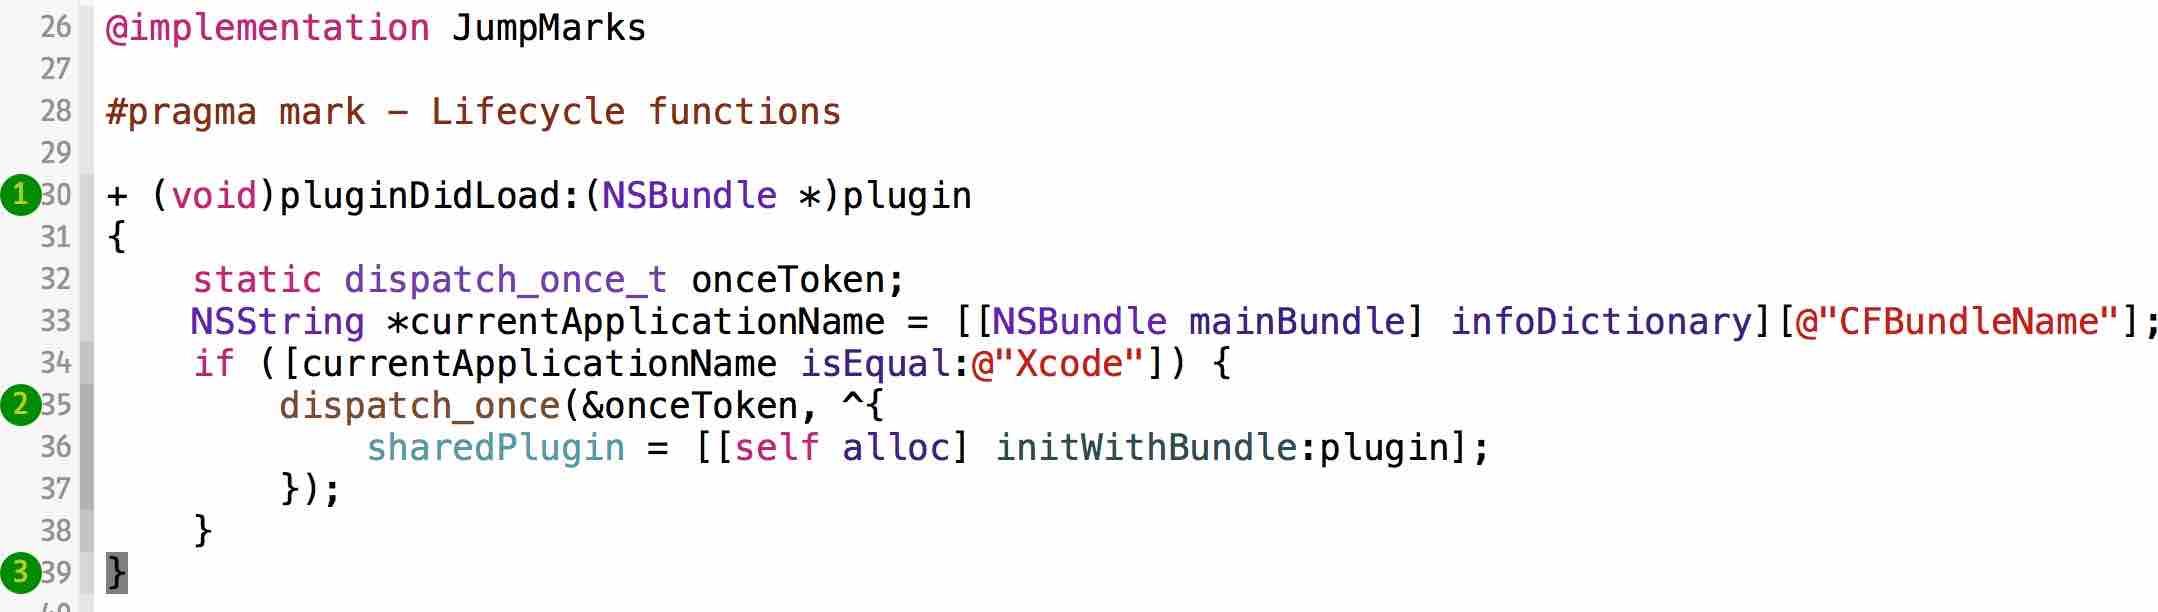 26 @implementation JumpMarks
27
28 #pragma mark – Lifecycle functions
29
1 30 + (void)pluginDidLoad:(NSBundle *)plugin
31 {
32     static dispatch_once_t onceToken;
33     NSString *currentApplicationName = [[NSBundle mainBundle] infoDictionary][@"CFBundleName"];
34     if ([currentApplicationName isEqual:@"Xcode"]) {
2 35         dispatch_once(&onceToken, ^{
36             sharedPlugin = [[self alloc] initWithBundle:plugin];
37         });
38     }
3 39 }
40